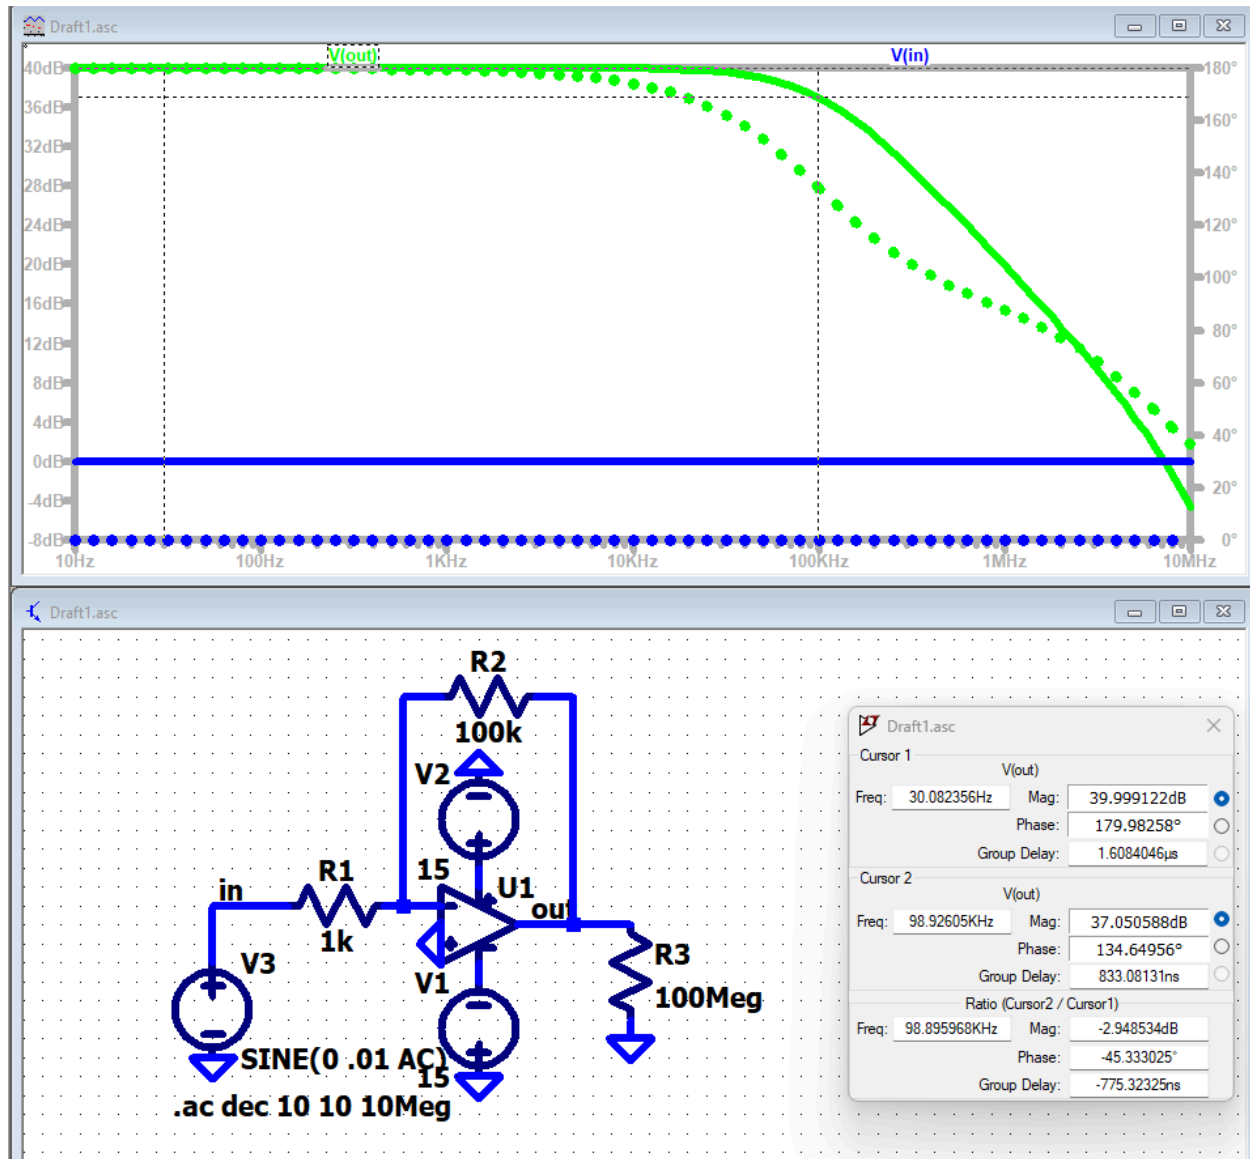 Draft1.asc
V(out) V(in)
40dB 180°
36dB 160°
32dB
28dB 140°
24dB 120°
20dB
16dB 100°
12dB 80°
8dB 60°
4dB
0dB 40°
-4dB 20°
-8dB 0°
10Hz 100Hz 1KHz 10KHz 100KHz 1MHz 10MHz
Draft1.asc
R2
100k
V2
15
R1
in
1k
U1
out
V3
V1
R3
100Meg
SINE(0 .01 AC)
15
.ac dec 10 10 10Meg
Draft1.asc
Cursor 1
V(out)
Freq: 30.082356Hz Mag: 39.999122dB
Phase: 179.98258°
Group Delay: 1.6084046µs
Cursor 2
V(out)
Freq: 98.92605KHz Mag: 37.050588dB
Phase: 134.64956°
Group Delay: 833.08131ns
Ratio (Cursor2 / Cursor1)
Freq: 98.895968KHz Mag: -2.948534dB
Phase: -45.333025°
Group Delay: -775.32325ns